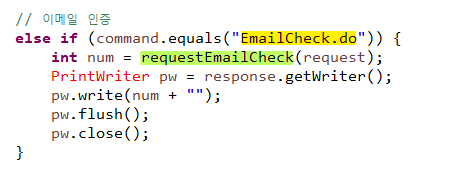 // 이메일 인증
else if (command.equals("EmailCheck.do")) {
    int num = requestEmailCheck(request);
    PrintWriter pw = response.getWriter();
    pw.write(num + "");
    pw.flush();
    pw.close();
}